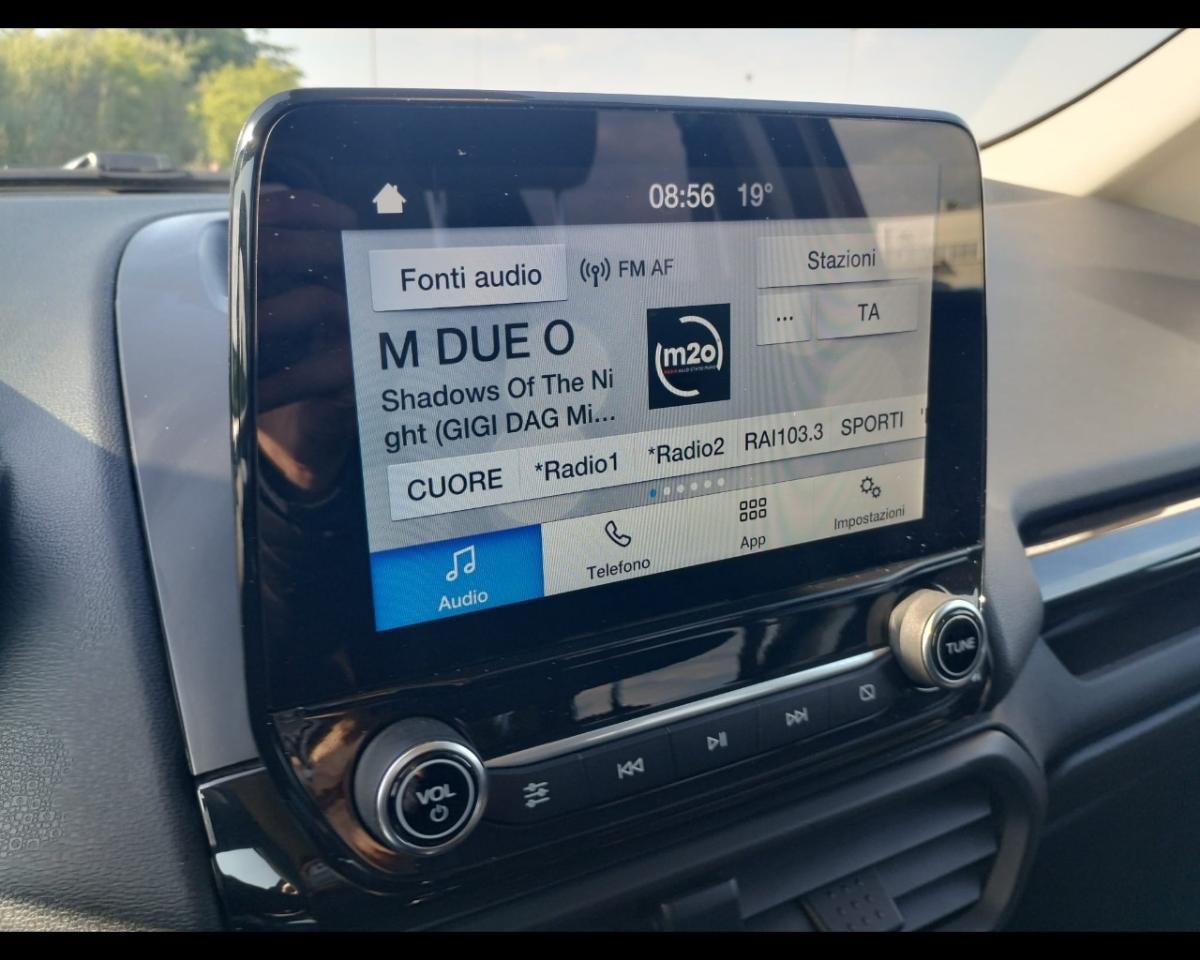 08:56 19°
Fonti audio
FM AF
Stazioni
...
TA
M DUE O
m2o
Shadows Of The Ni
ght (GIGI DAG Mi...
CUORE
*Radio1
*Radio2
RAI103.3
SPORTI
Audio
Telefono
App
Impostazioni
VOL
TUNE